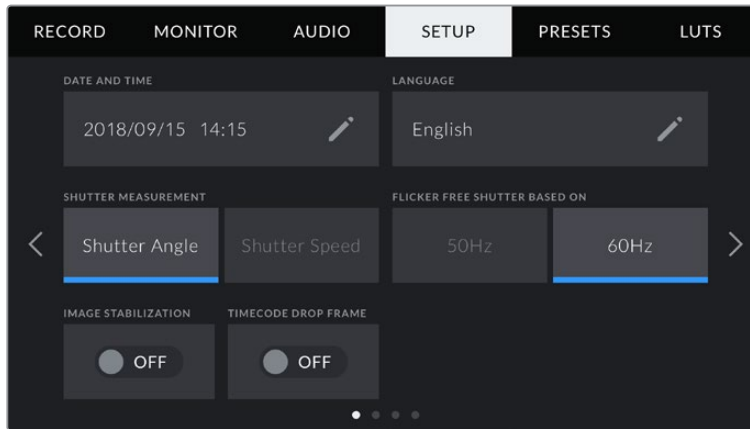 RECORD MONITOR AUDIO SETUP PRESETS LUTS
DATE AND TIME LANGUAGE
2018/09/15 14:15 English
SHUTTER MEASUREMENT FLICKER FREE SHUTTER BASED ON
Shutter Angle Shutter Speed 50Hz 60Hz
IMAGE STABILIZATION TIMECODE DROP FRAME
OFF OFF